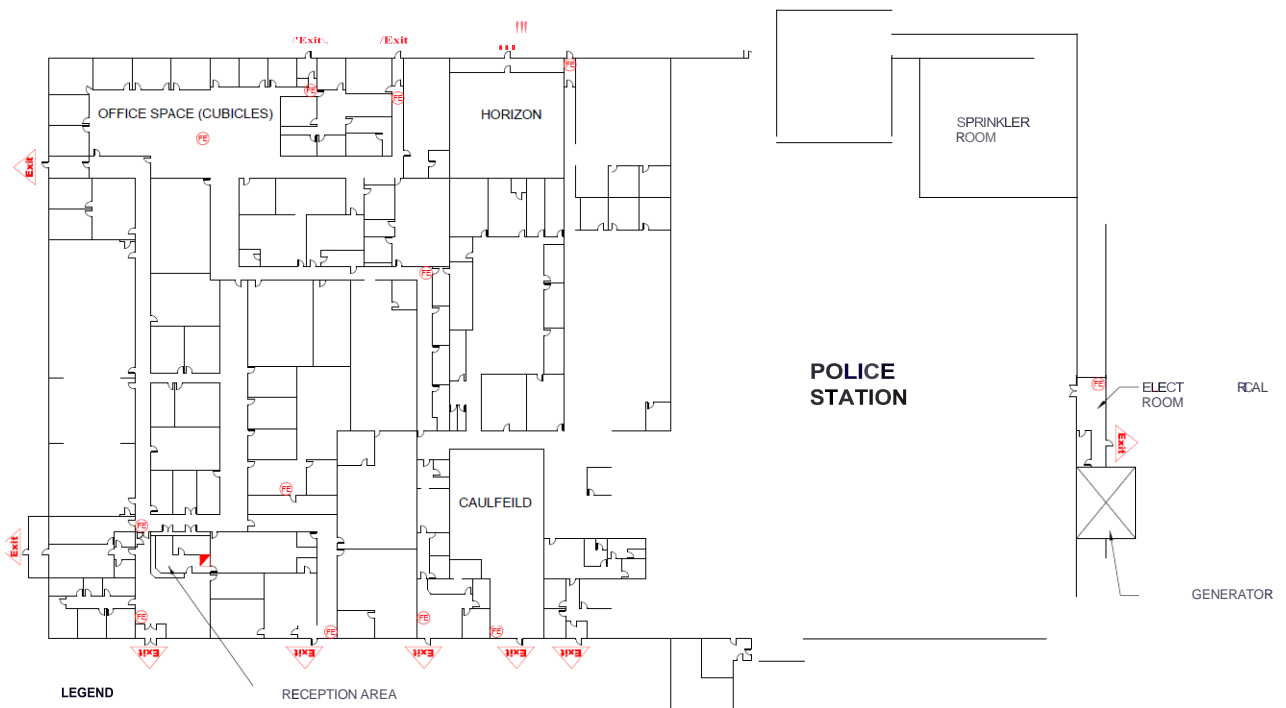 /'Exit\,
/Exit
FE
FE
FE
OFFICE SPACE (CUBICLES)
HORIZON
FE
SPRINKLER
ROOM
Exit
FE
POLICE
STATION
FE
ELECT RCAL
ROOM
Exit
FE
CAULFEILD
FE
Exit
GENERATOR
FE
FE
FE
FE
Exit
Exit
Exit
Exit
Exit
LEGEND
RECEPTION AREA